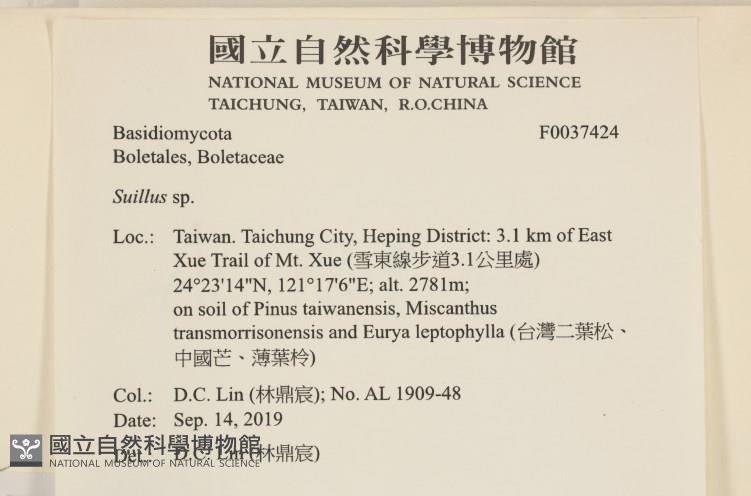 國立自然科學博物館
NATIONAL MUSEUM OF NATURAL SCIENCE
TAICHUNG, TAIWAN, R.O.CHINA
Basidiomycota F0037424
Boletales, Boletaceae
Suillus sp.
Loc.: Taiwan. Taichung City, Heping District: 3.1 km of East
Xue Trail of Mt. Xue (雪東線步道3.1公里處)
24°23'14"N, 121°17'6"E; alt. 2781m;
on soil of Pinus taiwanensis, Miscanthus
transmorrisonensis and Eurya leptophylla (台灣二葉松、
中國芒、薄葉柃)
Col.: D.C. Lin (林鼎宸); No. AL 1909-48
Date: Sep. 14, 2019
Det.: D.C. Lin (林鼎宸)
國立自然科學博物館
NATIONAL MUSEUM OF NATURAL SCIENCE